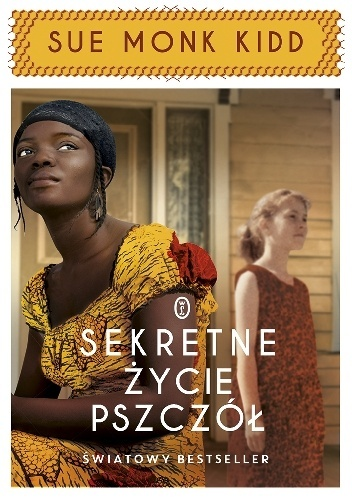 SUE MONK KIDD
SEKRETNE
ŻYCIE
PSZCZÓŁ
ŚWIATOWY BESTSELLER